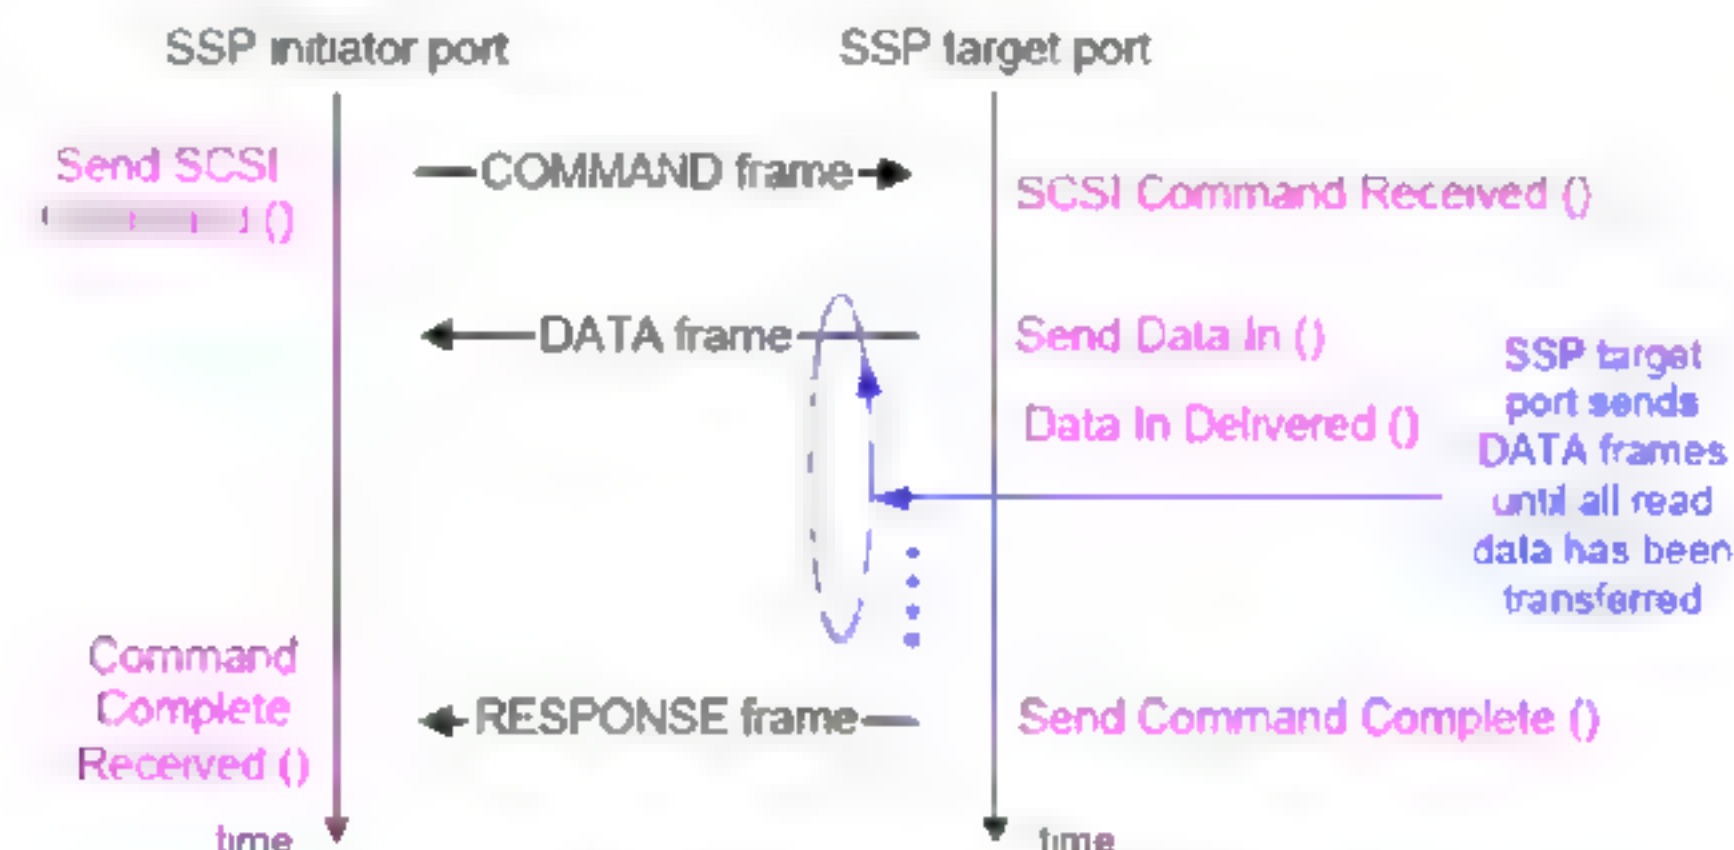 SSP initiator port
SSP target port
Send SCSI
()
COMMAND frame
SCSI Command Received ()
DATA frame
Send Data In ()
Data In Delivered ()
SSP target
port sends
DATA frames
until all read
data has been
transferred
Command
Complete
Received ()
RESPONSE frame
Send Command Complete ()
time
time